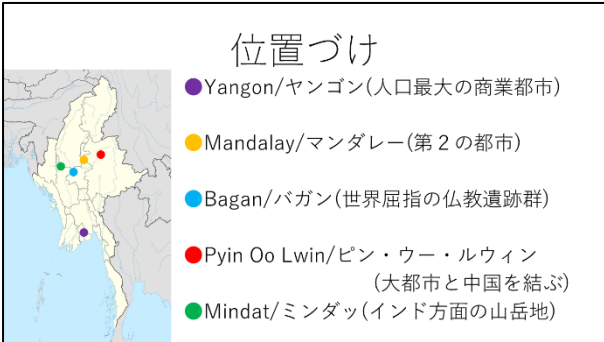 位置づけ
●Yangon/ヤンゴン(人口最大の商業都市)
●Mandalay/マンダレー(第２の都市)
●Bagan/バガン(世界屈指の仏教遺跡群)
●Pyin Oo Lwin/ピン・ウー・ルウィン
(大都市と中国を結ぶ)
●Mindat/ミンダッ(インド方面の山岳地)